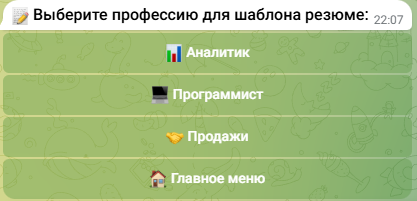 📝 Выберите профессию для шаблона резюме: 22:07
📊 Аналитик
💻 Программист
🤝 Продажи
🏠 Главное меню